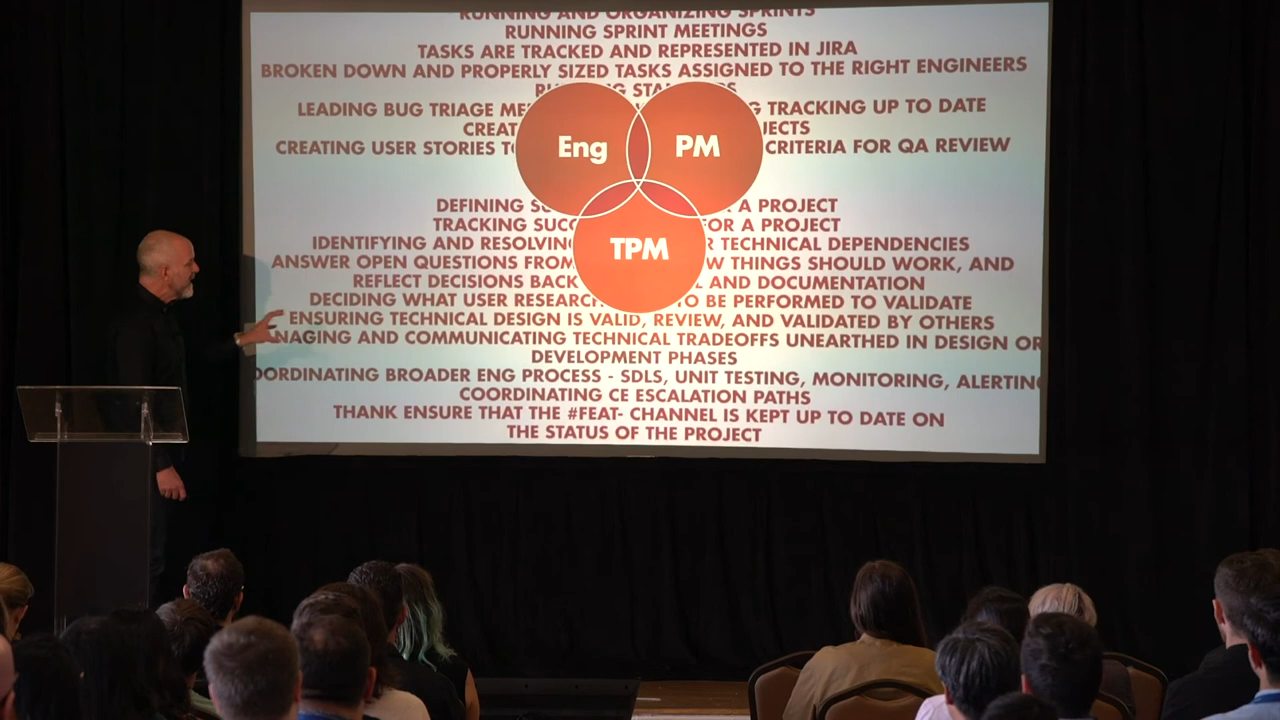 RUNNING AND ORGANIZING SPRINTS
RUNNING SPRINT MEETINGS
TASKS ARE TRACKED AND REPRESENTED IN JIRA
BROKEN DOWN AND PROPERLY SIZED TASKS ASSIGNED TO THE RIGHT ENGINEERS
LEADING BUG TRIAGE TRACKING UP TO DATE
CREATING USER STORIES CRITERIA FOR QA REVIEW
Eng PM
DEFINING A PROJECT
TRACKING FOR A PROJECT
IDENTIFYING AND RESOLVING TECHNICAL DEPENDENCIES
ANSWER OPEN QUESTIONS FROM THINGS SHOULD WORK, AND
REFLECT DECISIONS BACK AND DOCUMENTATION
TPM
DECIDING WHAT USER RESEARCH TO BE PERFORMED TO VALIDATE
ENSURING TECHNICAL DESIGN IS VALID, REVIEW, AND VALIDATED BY OTHERS
NAGING AND COMMUNICATING TECHNICAL TRADEOFFS UNEARTHED IN DESIGN OR
DEVELOPMENT PHASES
OORDINATING BROADER ENG PROCESS - SDLS, UNIT TESTING, MONITORING, ALERTING
COORDINATING CE ESCALATION PATHS
THANK ENSURE THAT THE #FEAT- CHANNEL IS KEPT UP TO DATE ON
THE STATUS OF THE PROJECT